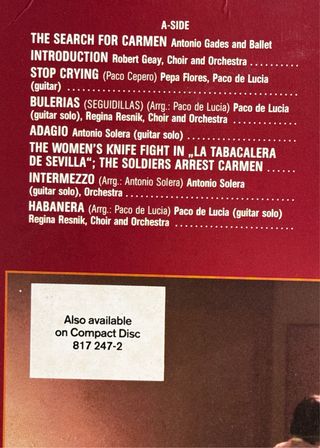 A-SIDE
THE SEARCH FOR CARMEN Antonio Gades and Ballet
INTRODUCTION Robert Geay, Choir and Orchestra ..........
STOP CRYING (Paco Cepero) Pepa Flores, Paco de Lucia
(guitar) ..................................................
BULERIAS (SEGUIDILLAS) (Arrg.: Paco de Lucia) Paco de Lucia
(guitar solo), Regina Resnik, Choir and Orchestra ..............
ADAGIO Antonio Solera (guitar solo) ........................
THE WOMEN'S KNIFE FIGHT IN „LA TABACALERA
DE SEVILLA“; THE SOLDIERS ARREST CARMEN ......
INTERMEZZO (Arrg.: Antonio Solera) Antonio Solera
(guitar solo), Orchestra ....................................
HABANERA (Arrg.: Paco de Lucia) Paco de Lucia (guitar solo)
Regina Resnik, Choir and Orchestra .........................
Also available
on Compact Disc
817 247-2